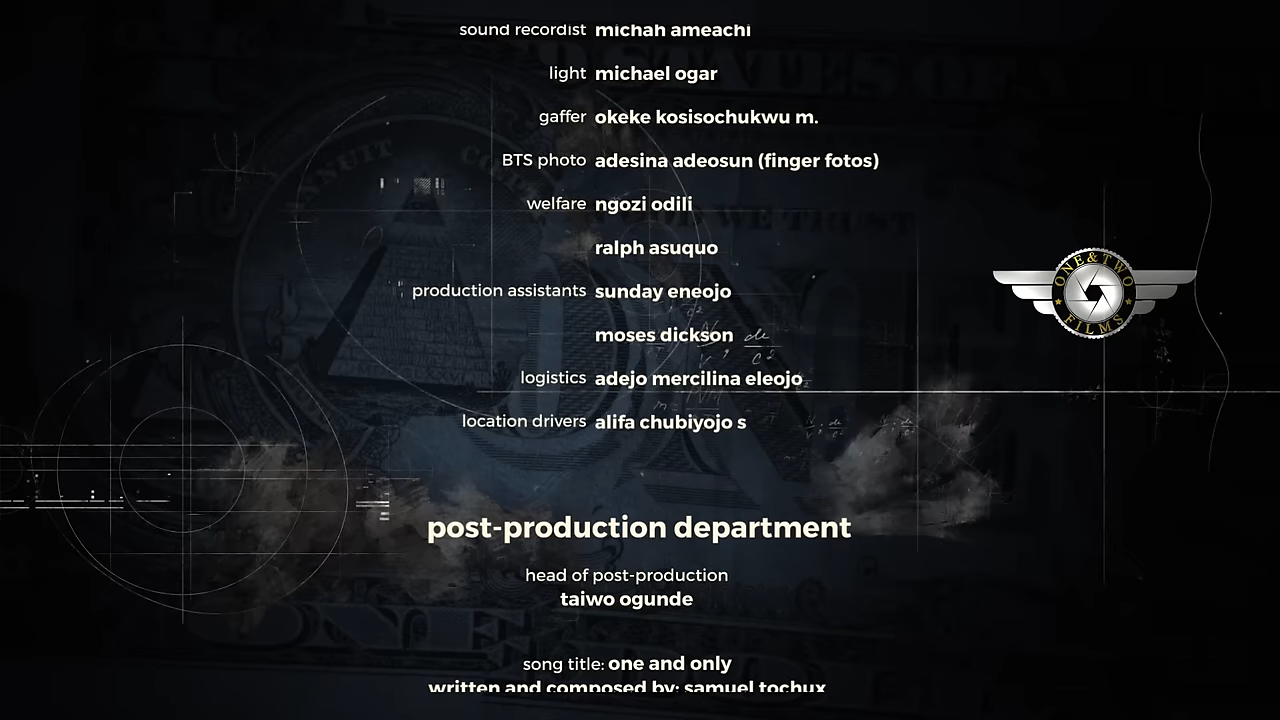 sound recordist michah ameachi
light michael ogar
gaffer okeke kosisochukwu m.
BTS photo adesina adeosun (finger fotos)
welfare ngozi odili
ralph asuquo
production assistants sunday eneojo
moses dickson
logistics adejo mercilina eleojo
location drivers alifa chubiyojo s
ONE & TWO
FILMS
post-production department
head of post-production
taiwo ogunde
song title: one and only
written and composed by: samuel tochux